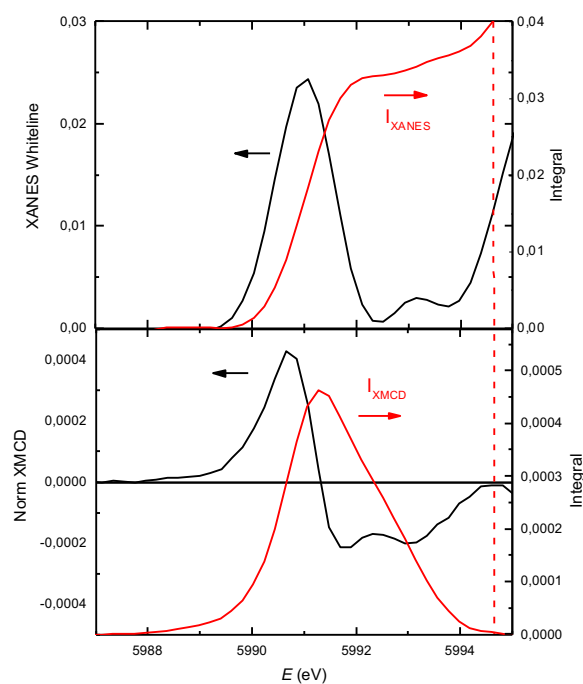 0,03
0,02
0,01
0,00
XANES Whiteline
0,04
0,03
0,02
0,01
0,00
Integral
I_XANES
0,0004
0,0002
0,0000
-0,0002
-0,0004
Norm XMCD
0,0005
0,0004
0,0003
0,0002
0,0001
0,0000
Integral
I_XMCD
5988 5990 5992 5994
E (eV)